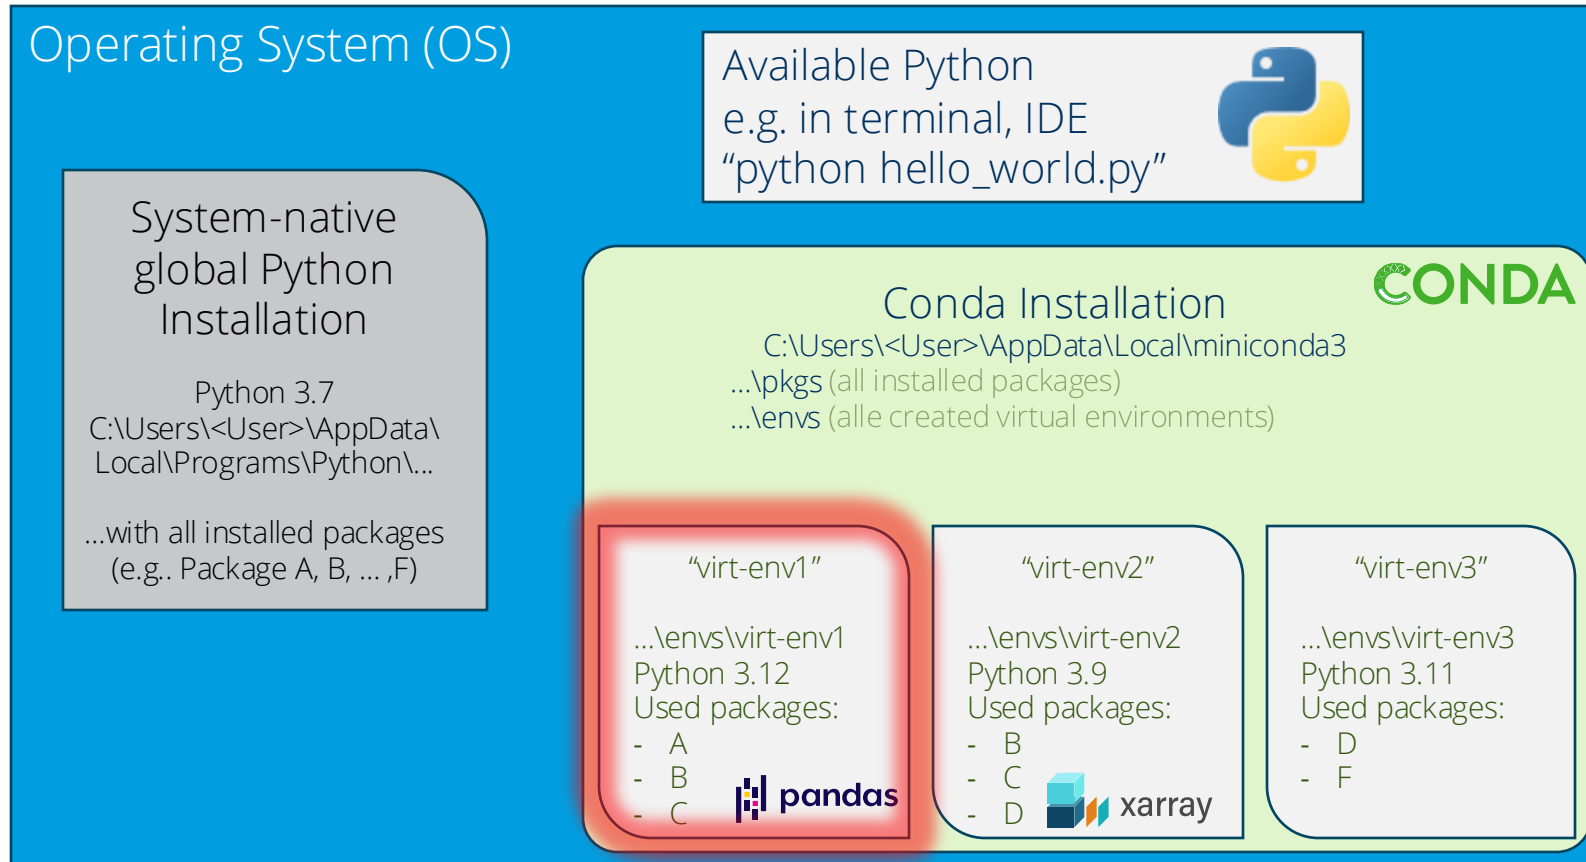 Operating System (OS)
Available Python
e.g. in terminal, IDE
“python hello_world.py”
System-native
global Python
Installation
Python 3.7
C:\Users\<User>\AppData\
Local\Programs\Python\...
...with all installed packages
(e.g.. Package A, B, ... ,F)
CONDA
Conda Installation
C:\Users\<User>\AppData\Local\miniconda3
...\pkgs (all installed packages)
...\envs (alle created virtual environments)
“virt-env1”
...\envs\virt-env1
Python 3.12
Used packages:
- A
- B
- C
pandas
“virt-env2”
...\envs\virt-env2
Python 3.9
Used packages:
- B
- C
- D
xarray
“virt-env3”
...\envs\virt-env3
Python 3.11
Used packages:
- D
- F